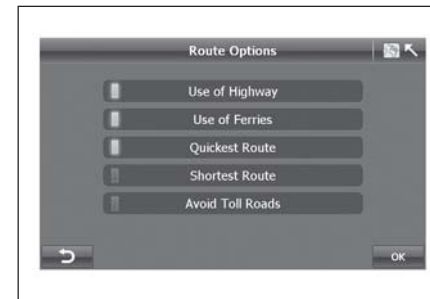 Route Options
Use of Highway
Use of Ferries
Quickest Route
Shortest Route
Avoid Toll Roads
OK